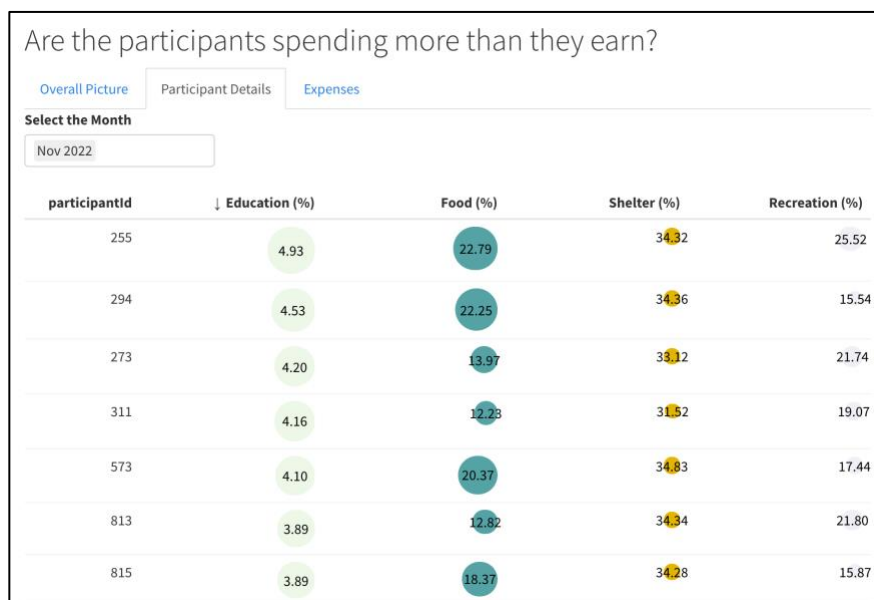 Are the participants spending more than they earn?
Overall Picture Participant Details Expenses
Select the Month
Nov 2022
participantId ↓ Education (%) Food (%) Shelter (%) Recreation (%)
255 4.93 22.79 34.32 25.52
294 4.53 22.25 34.36 15.54
273 4.20 13.97 33.12 21.74
311 4.16 12.23 31.52 19.07
573 4.10 20.37 34.83 17.44
813 3.89 12.82 34.34 21.80
815 3.89 18.37 34.28 15.87